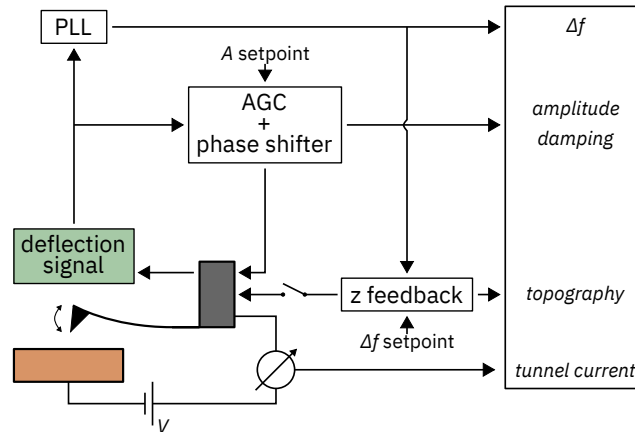 PLL
Δf
A setpoint
AGC
+
phase shifter
amplitude
damping
deflection
signal
z feedback
topography
Δf setpoint
tunnel current
V